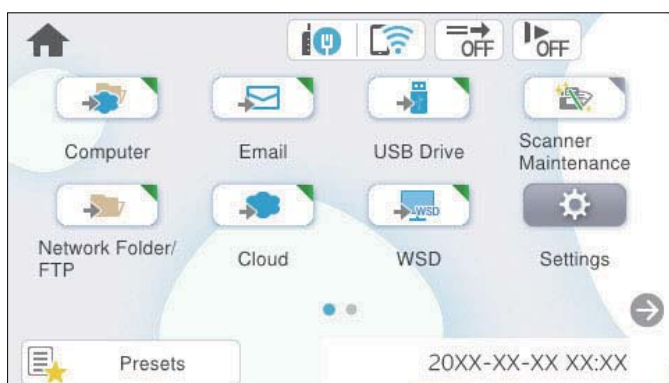 OFF
OFF
Computer
Email
USB Drive
Scanner
Maintenance
WSD
Network Folder/
FTP
Cloud
WSD
Settings
Presets
20XX-XX-XX XX:XX